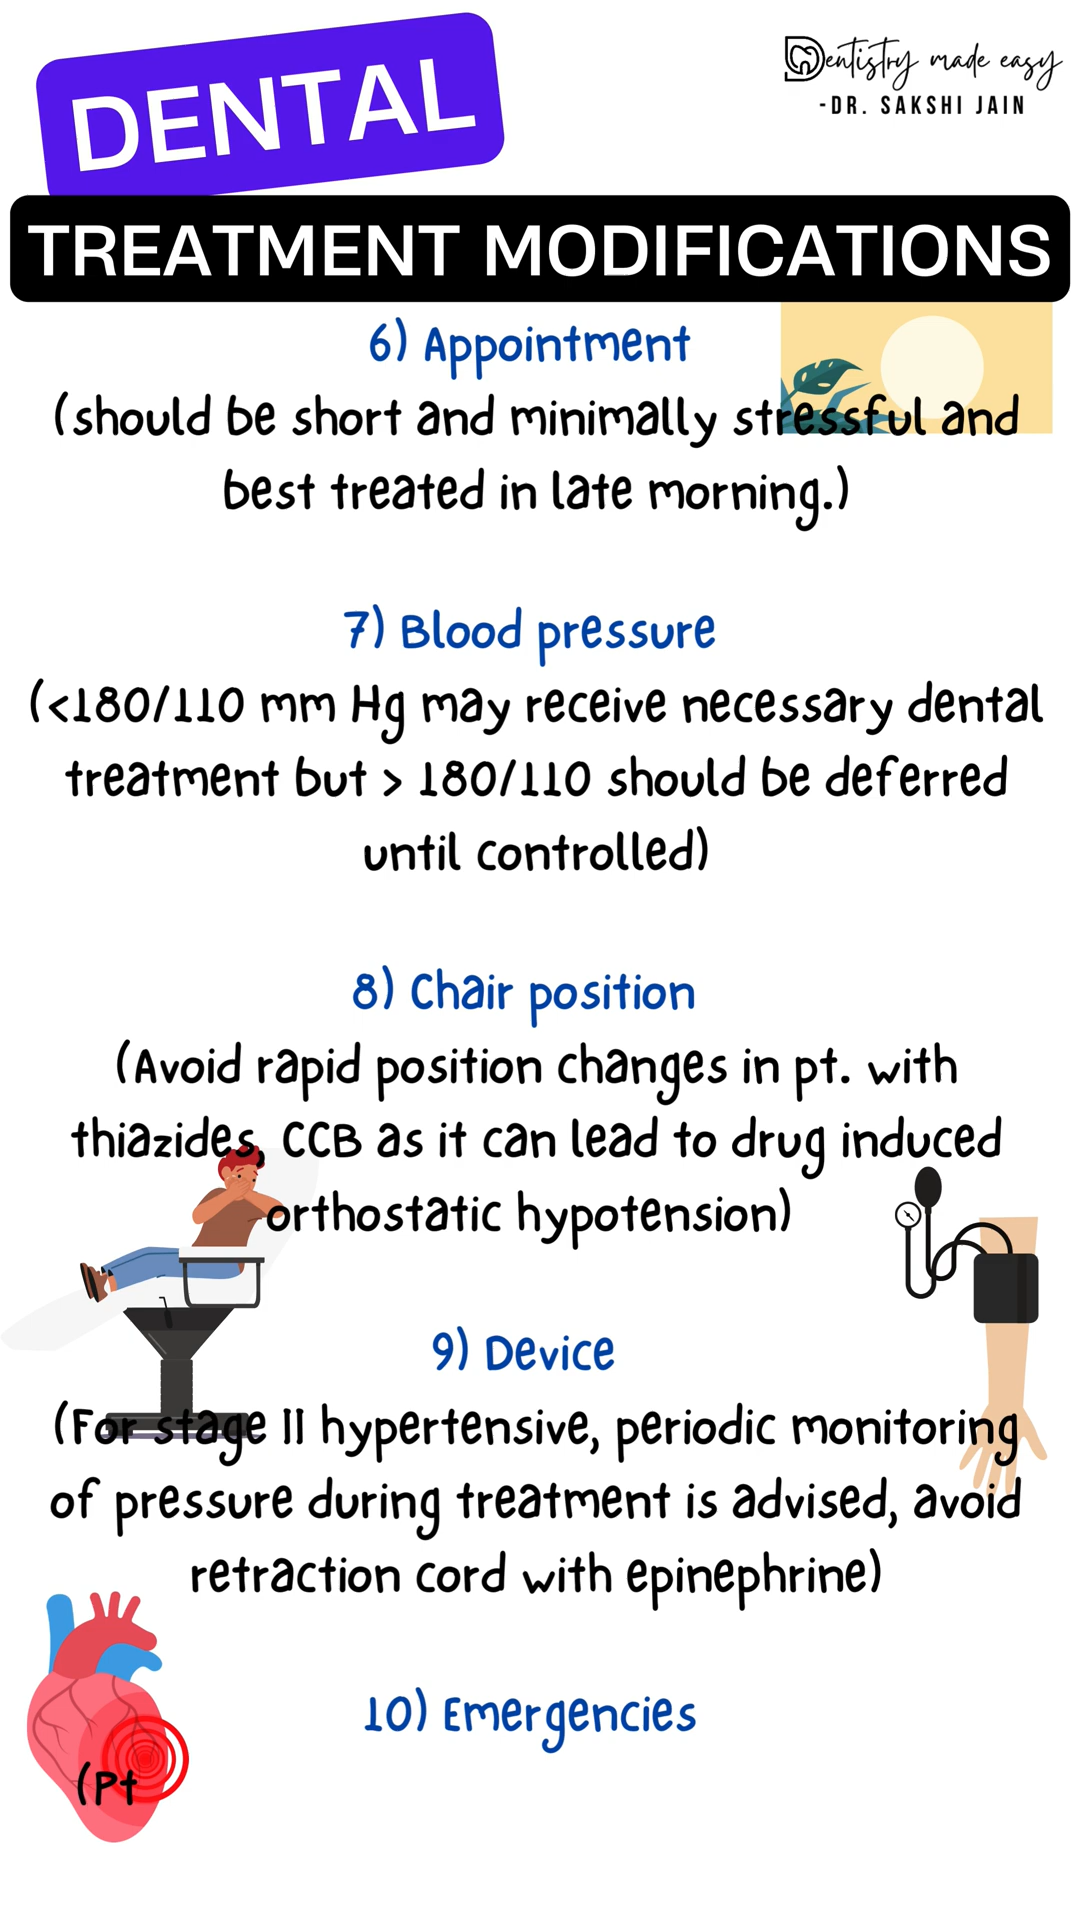 DENTAL
Dentistry made easy
-DR. SAKSHI JAIN
TREATMENT MODIFICATIONS
6) Appointment
(should be short and minimally stressful and
best treated in late morning.)
7) Blood pressure
(<180/110 mm Hg may receive necessary dental
treatment but > 180/110 should be deferred
until controlled)
8) Chair position
(Avoid rapid position changes in pt. with
thiazides, CCB as it can lead to drug induced
orthostatic hypotension)
9) Device
(For stage II hypertensive, periodic monitoring
of pressure during treatment is advised, avoid
retraction cord with epinephrine)
10) Emergencies
(Pt